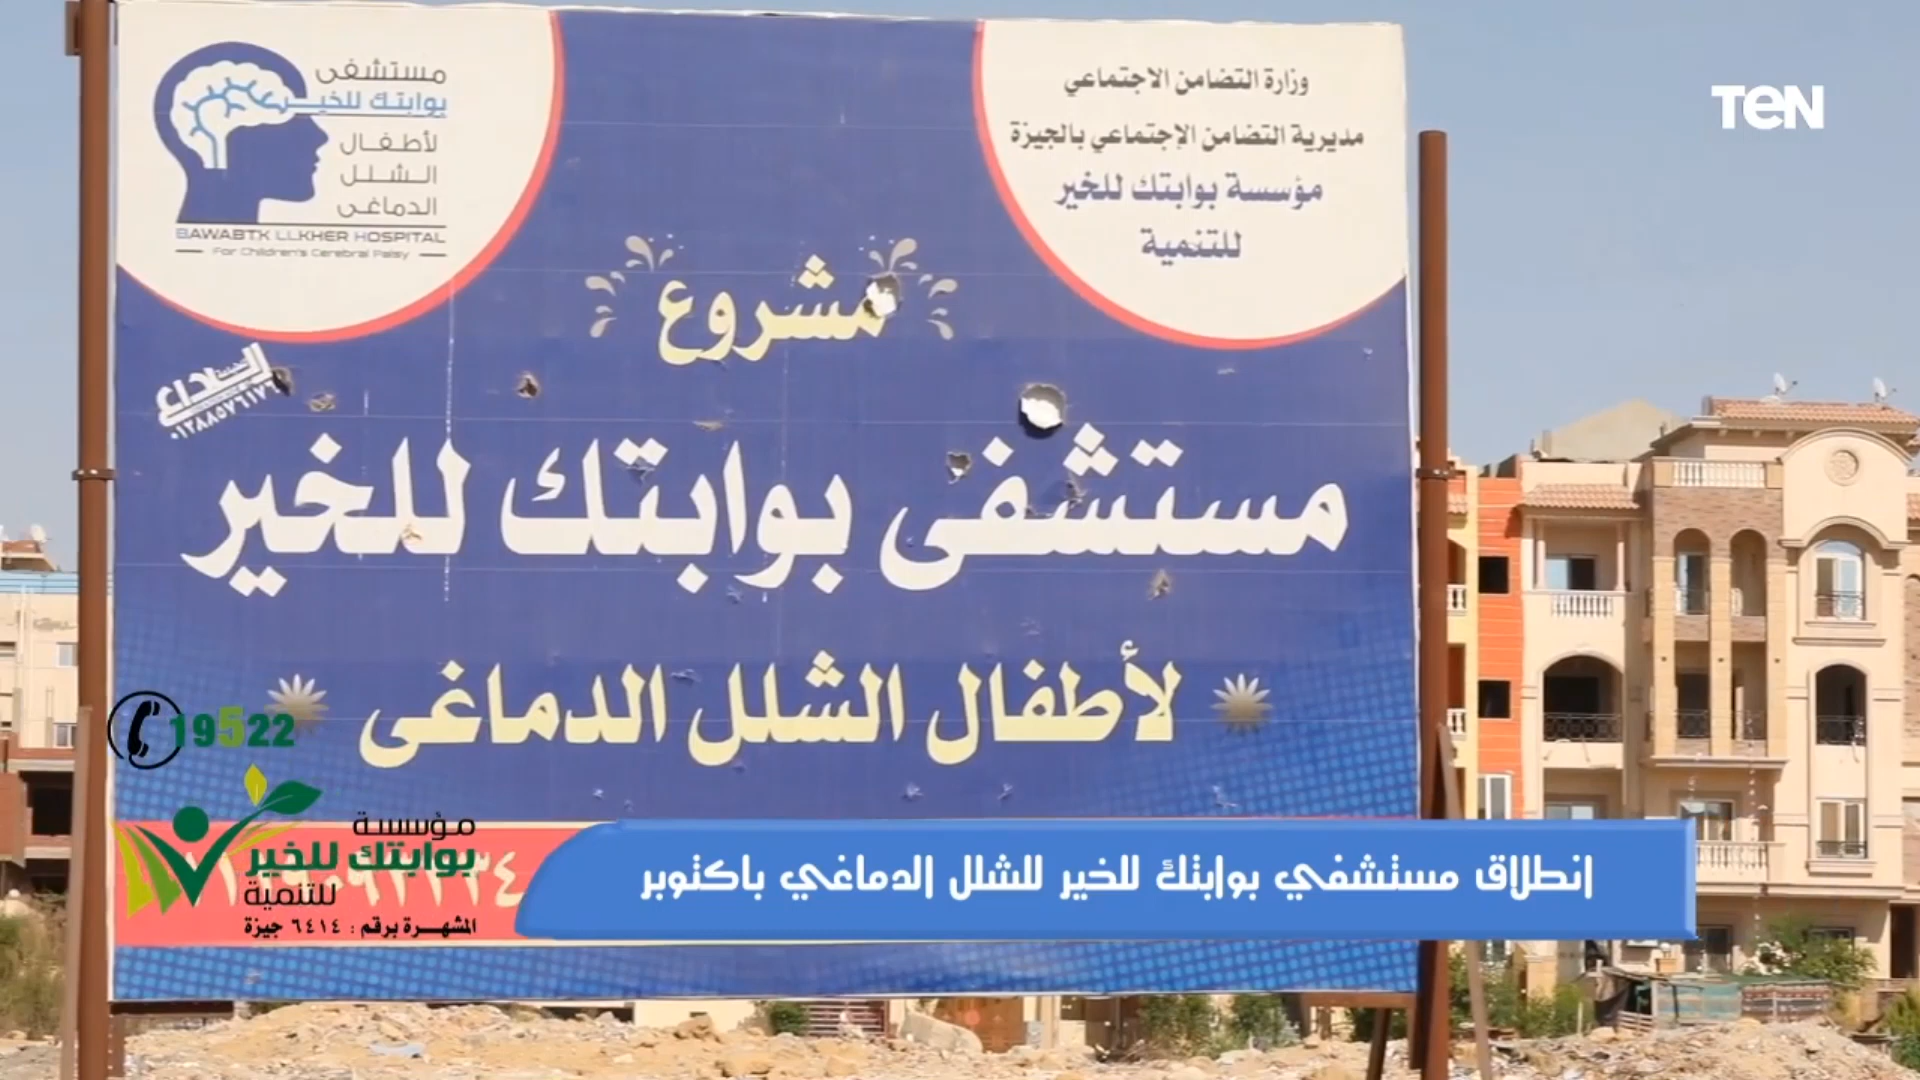 TeN
وزارة التضامن الاجتماعي
مديرية التضامن الإجتماعي بالجيزة
مؤسسة بوابتك للخير
للتنمية
مستشفى
بوابتك للخير
لأطفال
الشلل
الدماغى
BAWABTK LLKHER HOSPITAL
For Children's Cerebral Palsy
مشروع
٠١٢٨٨٥٧٦١٧٦
مستشفى بوابتك للخير
لأطفال الشلل الدماغى
19522
مؤسسة
بوابتك للخير
للتنمية
المشهرة برقم : ٦٤١٤ جيزة
انطلاق مستشفي بوابتك للخير للشلل الدماغي باكتوبر